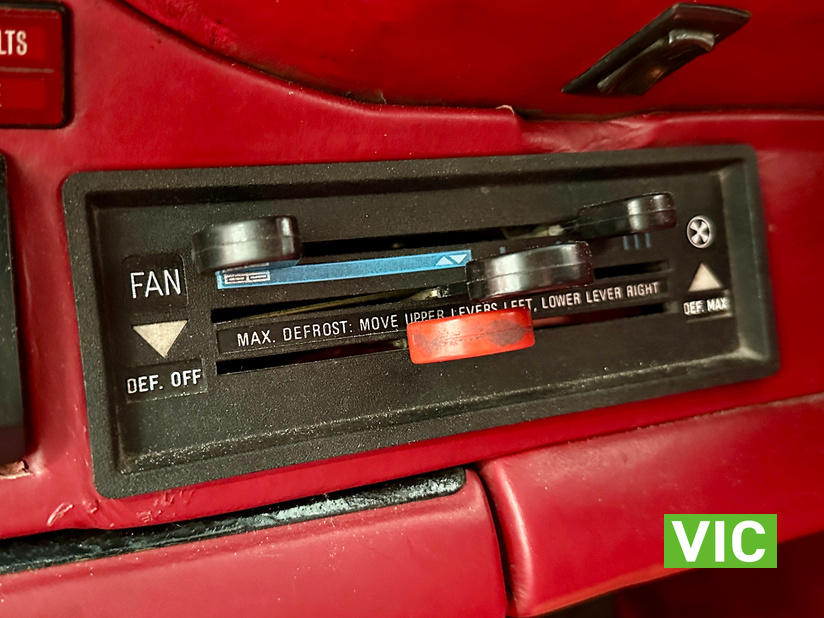 LTS
FAN
MAX. DEFROST: MOVE UPPER LEVERS LEFT, LOWER LEVER RIGHT
DEF. MAX
DEF. OFF
VIC